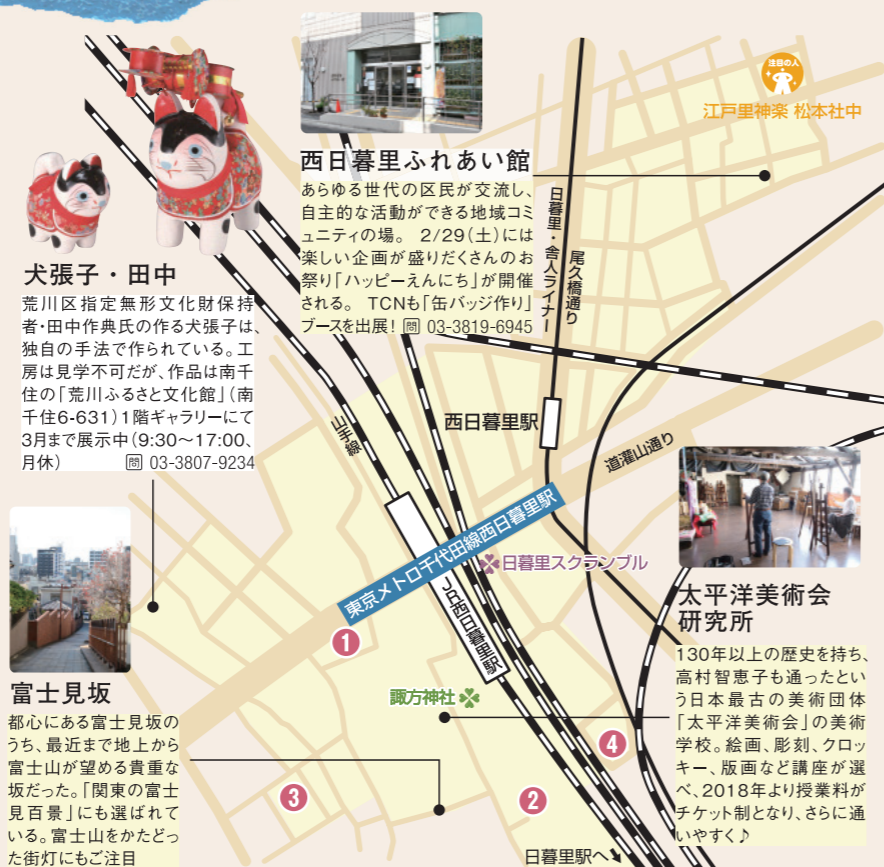 注目の人
江戸里神楽 松本社中
西日暮里ふれあい館
あらゆる世代の区民が交流し、
自主的な活動ができる地域コミ
ュニティの場。 2/29(土)には
楽しい企画が盛りだくさんのお
祭り「ハッピーえんにち」が開催
される。 TCNも「缶バッジ作り」
ブースを出展! 問 03-3819-6945
日暮里・舎人ライナー
尾久橋通り
犬張子・田中
荒川区指定無形文化財保持
者・田中作典氏の作る犬張子は、
独自の手法で作られている。工
房は見学不可だが、作品は南千
住の「荒川ふるさと文化館」(南
千住6-631)1階ギャラリーにて
3月まで展示中(9:30〜17:00、
月休) 問 03-3807-9234
山手線
西日暮里駅
道灌山通り
東京メトロ千代田線西日暮里駅
日暮里スクランブル
JR西日暮里駅
1
諏方神社
太平洋美術会
研究所
130年以上の歴史を持ち、
高村智恵子も通ったとい
う日本最古の美術団体
「太平洋美術会」の美術
学校。絵画、彫刻、クロッ
キー、版画など講座が選
べ、2018年より授業料が
チケット制となり、さらに通
いやすく♪
富士見坂
都心にある富士見坂の
うち、最近まで地上から
富士山が望める貴重な
坂だった。「関東の富士
見百景」にも選ばれて
いる。富士山をかたどっ
た街灯にもご注目
4
3
2
日暮里駅へ